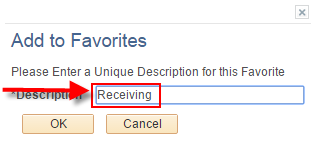 Add to Favorites
Please Enter a Unique Description for this Favorite
*Description Receiving
OK Cancel